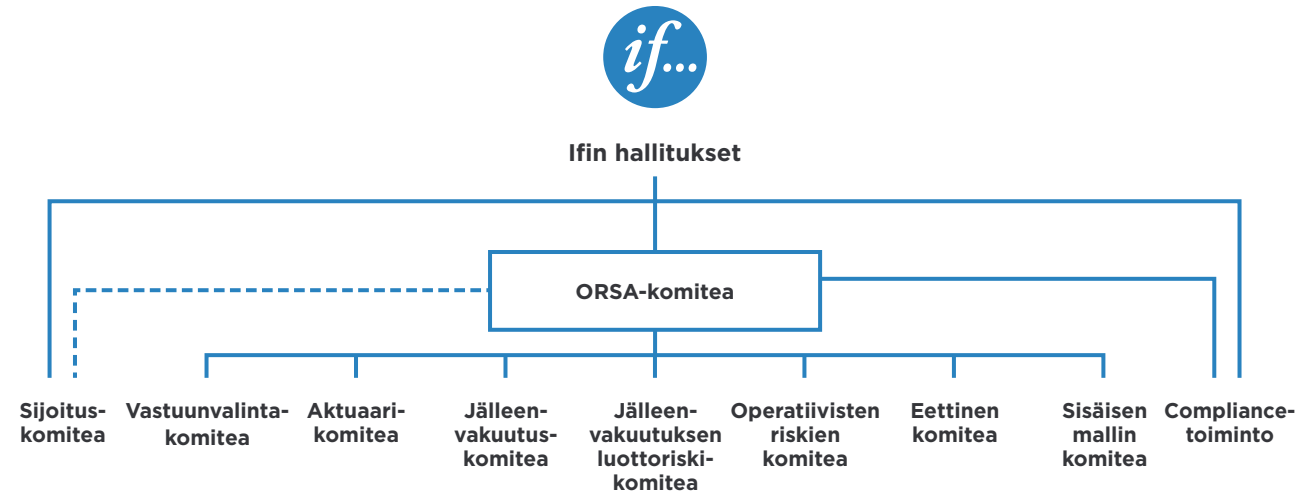 if...
Ifin hallitukset
ORSA-komitea
Sijoitus-
komitea
Vastuunvalinta-
komitea
Aktuaari-
komitea
Jälleen-
vakuutus-
komitea
Jälleen-
vakuutuksen
luottoriski-
komitea
Operatiivisten
riskien
komitea
Eettinen
komitea
Sisäisen
mallin
komitea
Compliance-
toiminto